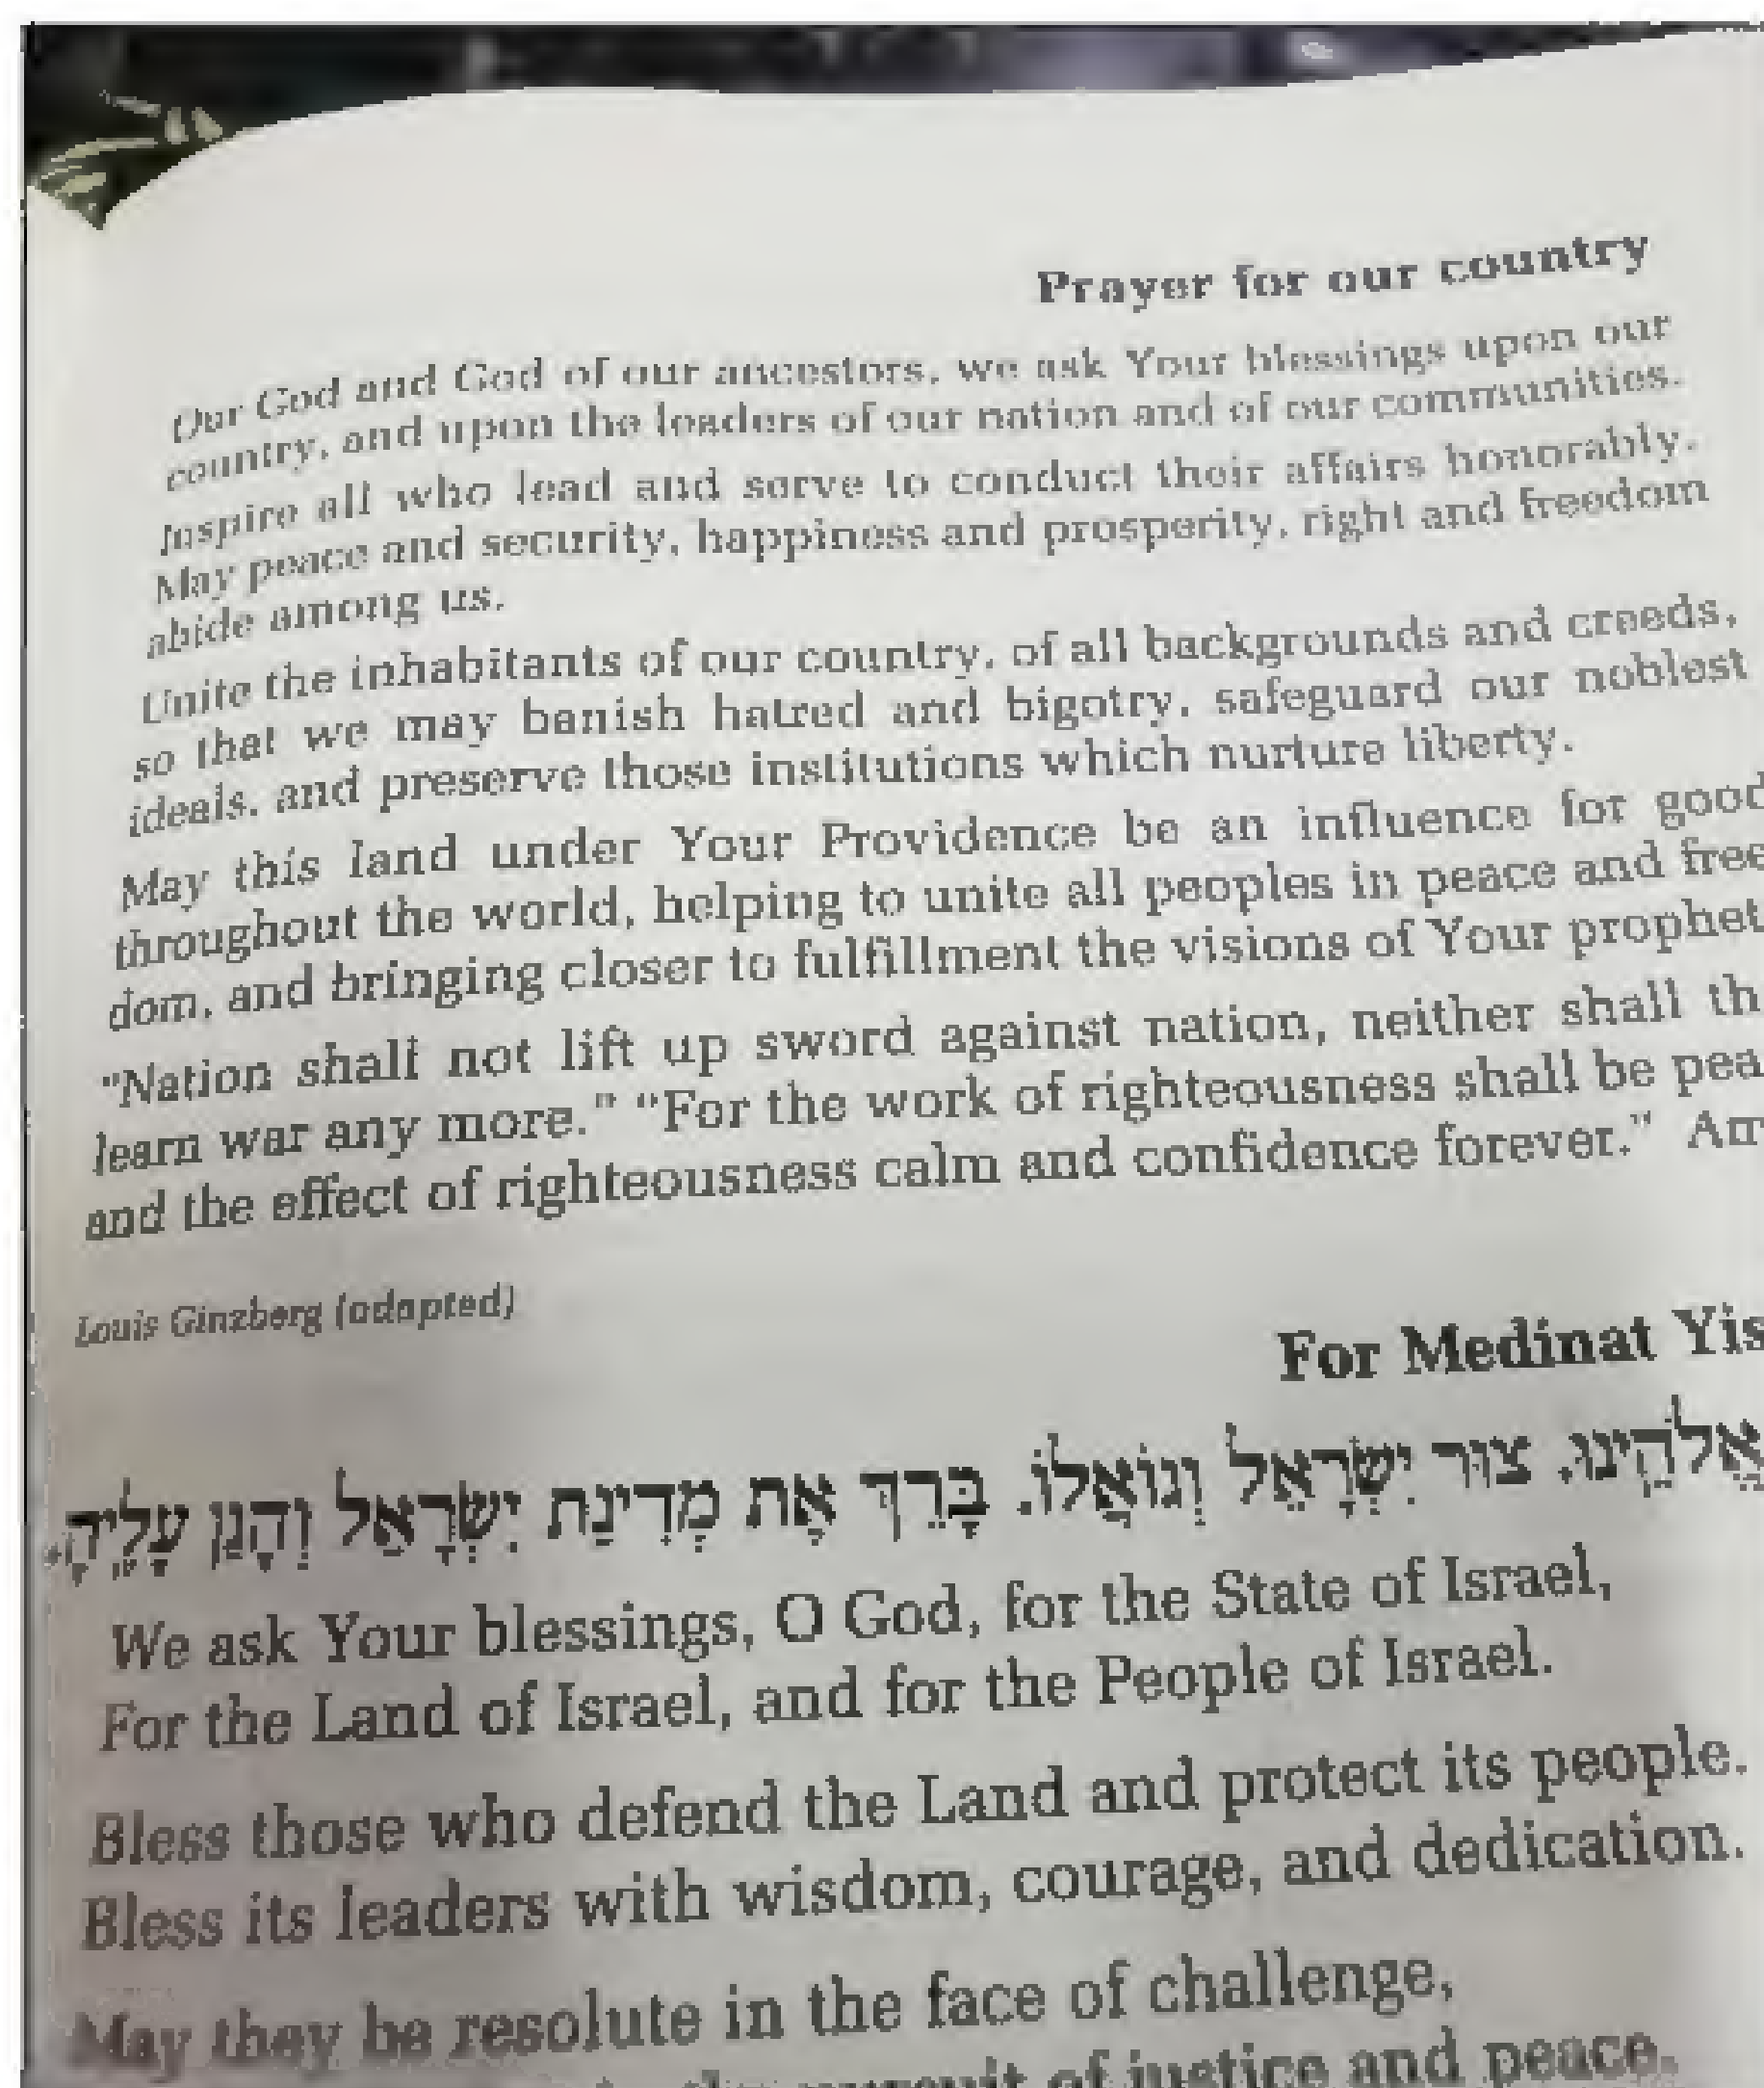 Prayer for our country
Our God and God of our ancestors, we ask Your blessings upon our
country, and upon the leaders of our nation and of our communities.
Inspire all who lead and serve to conduct their affairs honorably.
May peace and security, happiness and prosperity, right and freedom
abide among us.
Unite the inhabitants of our country, of all backgrounds and creeds,
so that we may banish hatred and bigotry, safeguard our noblest
ideals, and preserve those institutions which nurture liberty.
May this land under Your Providence be an influence for good
throughout the world, helping to unite all peoples in peace and free
dom, and bringing closer to fulfillment the visions of Your prophet
"Nation shall not lift up sword against nation, neither shall th
learn war any more." "For the work of righteousness shall be pea
and the effect of righteousness calm and confidence forever."
Louis Ginzberg (adapted)
For Medinat Yis
אֱלֹהֵינוּ, צוּר יִשְׂרָאֵל וְגוֹאֲלוֹ, בָּרֵךְ אֶת מְדִינַת יִשְׂרָאֵל וְהָגֵן עָלֶיהָ.
We ask Your blessings, O God, for the State of Israel,
For the Land of Israel, and for the People of Israel.
Bless those who defend the Land and protect its people.
Bless its leaders with wisdom, courage, and dedication.
May they be resolute in the face of challenge,
pursuit of justice and peace.